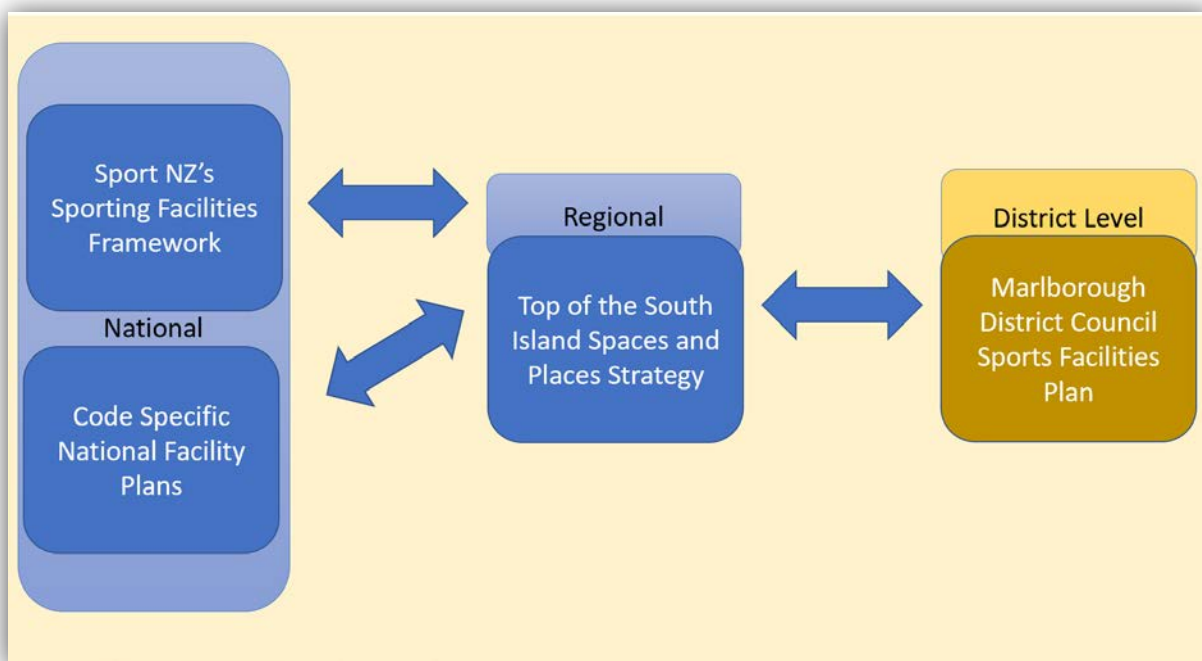 Sport NZ’s
Sporting Facilities
Framework
National
Code Specific
National Facility
Plans
Regional
Top of the South
Island Spaces and
Places Strategy
District Level
Marlborough
District Council
Sports Facilities
Plan